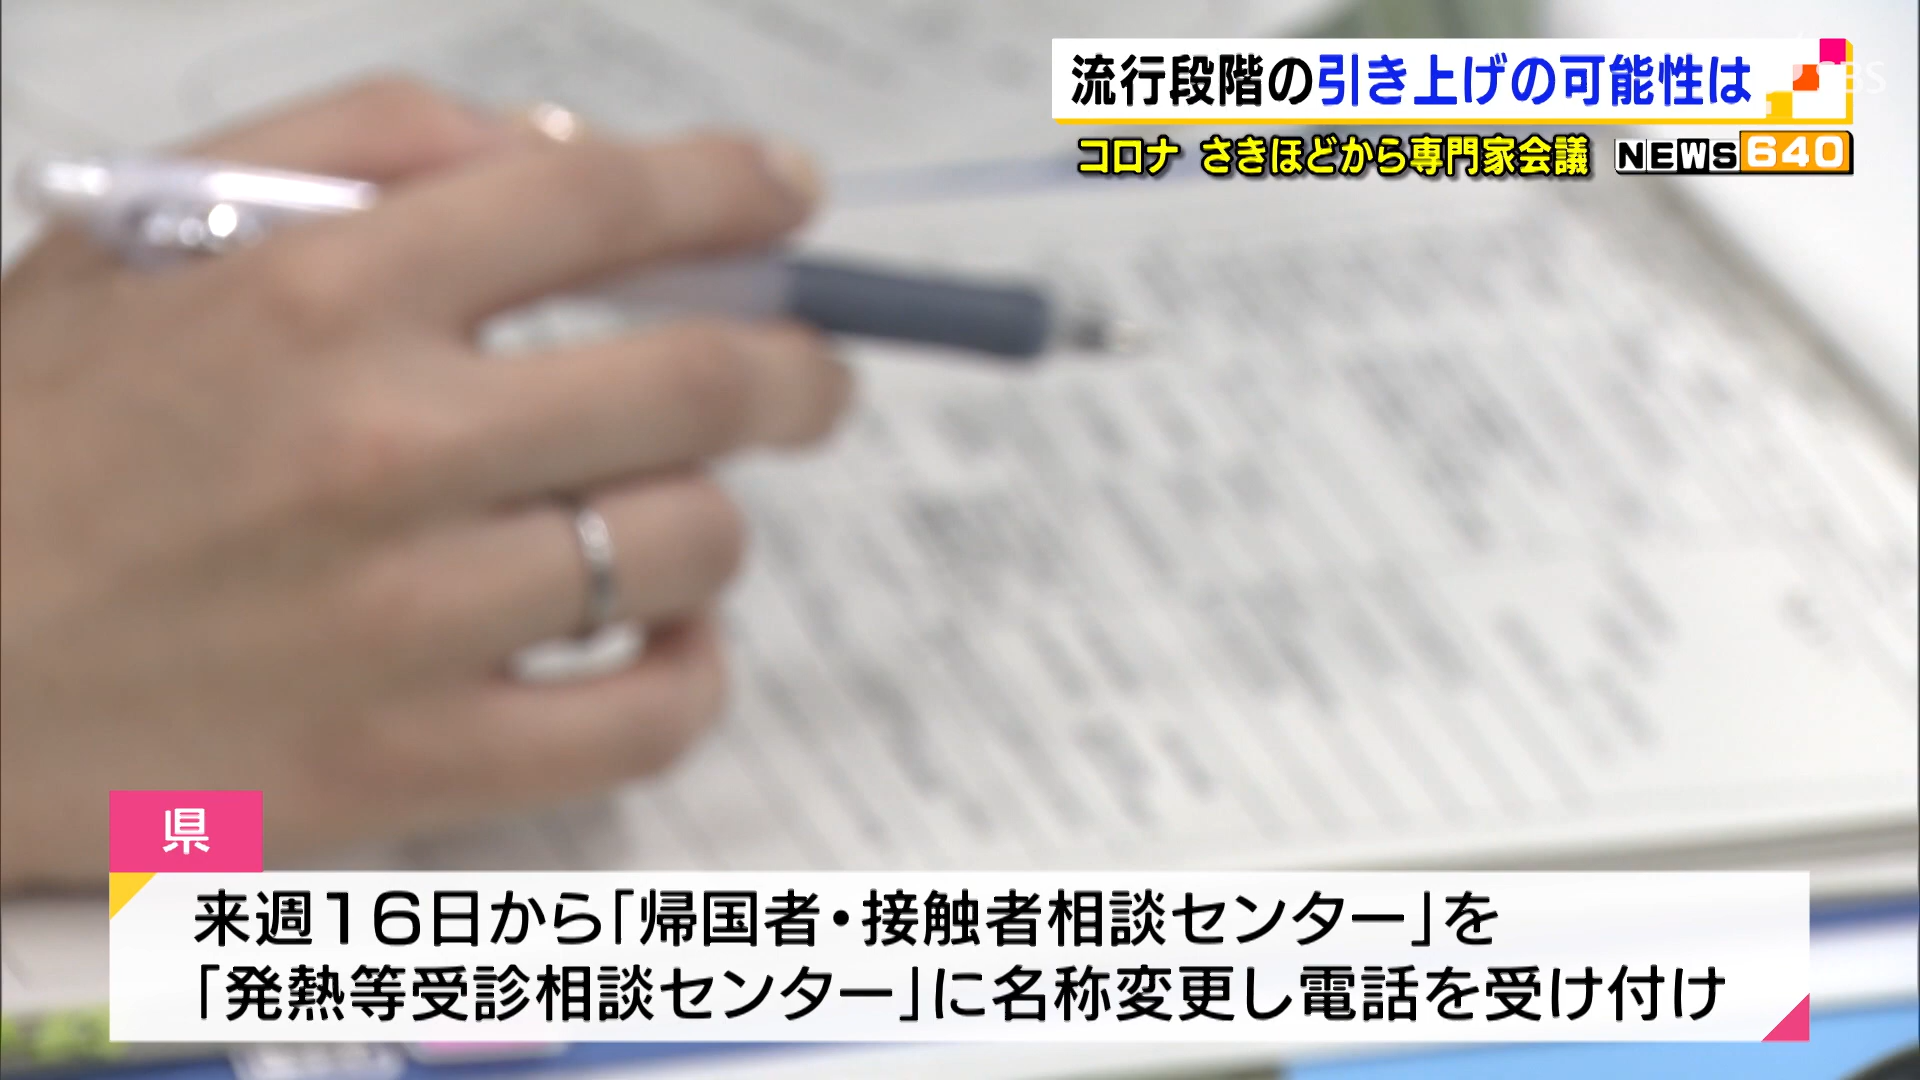 流行段階の引き上げの可能性は
コロナ さきほどから専門家会議 NEWS640
県
来週16日から「帰国者・接触者相談センター」を
「発熱等受診相談センター」に名称変更し電話を受け付け